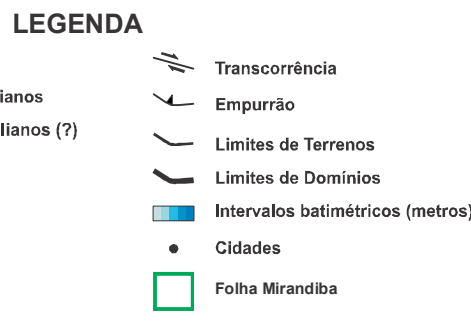 LEGENDA
ianos
lianos (?)
Transcorrência
Empurrão
Limites de Terrenos
Limites de Domínios
Intervalos batimétricos (metros)
Cidades
Folha Mirandiba